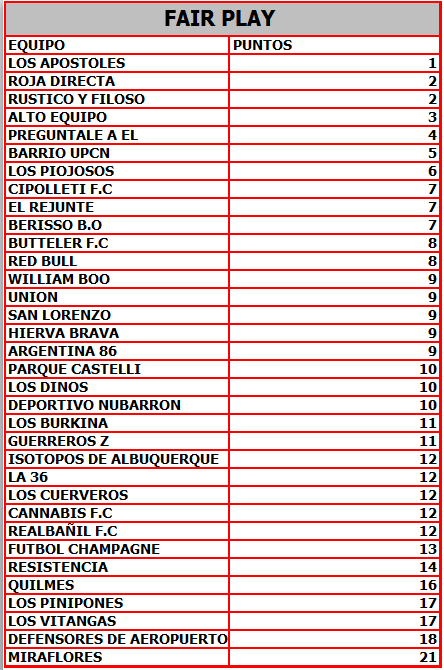 FAIR PLAY
EQUIPO PUNTOS
LOS APOSTOLES 1
ROJA DIRECTA 2
RUSTICO Y FILOSO 2
ALTO EQUIPO 3
PREGUNTALE A EL 4
BARRIO UPCN 5
LOS PIOJOSOS 6
CIPOLLETI F.C 7
EL REJUNTE 7
BERISSO B.O 7
BUTTELER F.C 8
RED BULL 8
WILLIAM BOO 9
UNION 9
SAN LORENZO 9
HIERVA BRAVA 9
ARGENTINA 86 9
PARQUE CASTELLI 10
LOS DINOS 10
DEPORTIVO NUBARRON 10
LOS BURKINA 11
GUERREROS Z 11
ISOTOPOS DE ALBUQUERQUE 12
LA 36 12
LOS CUERVEROS 12
CANNABIS F.C 12
REALBAÑIL F.C 12
FUTBOL CHAMPAGNE 13
RESISTENCIA 14
QUILMES 16
LOS PINIPONES 17
LOS VITANGAS 17
DEFENSORES DE AEROPUERTO 18
MIRAFLORES 21